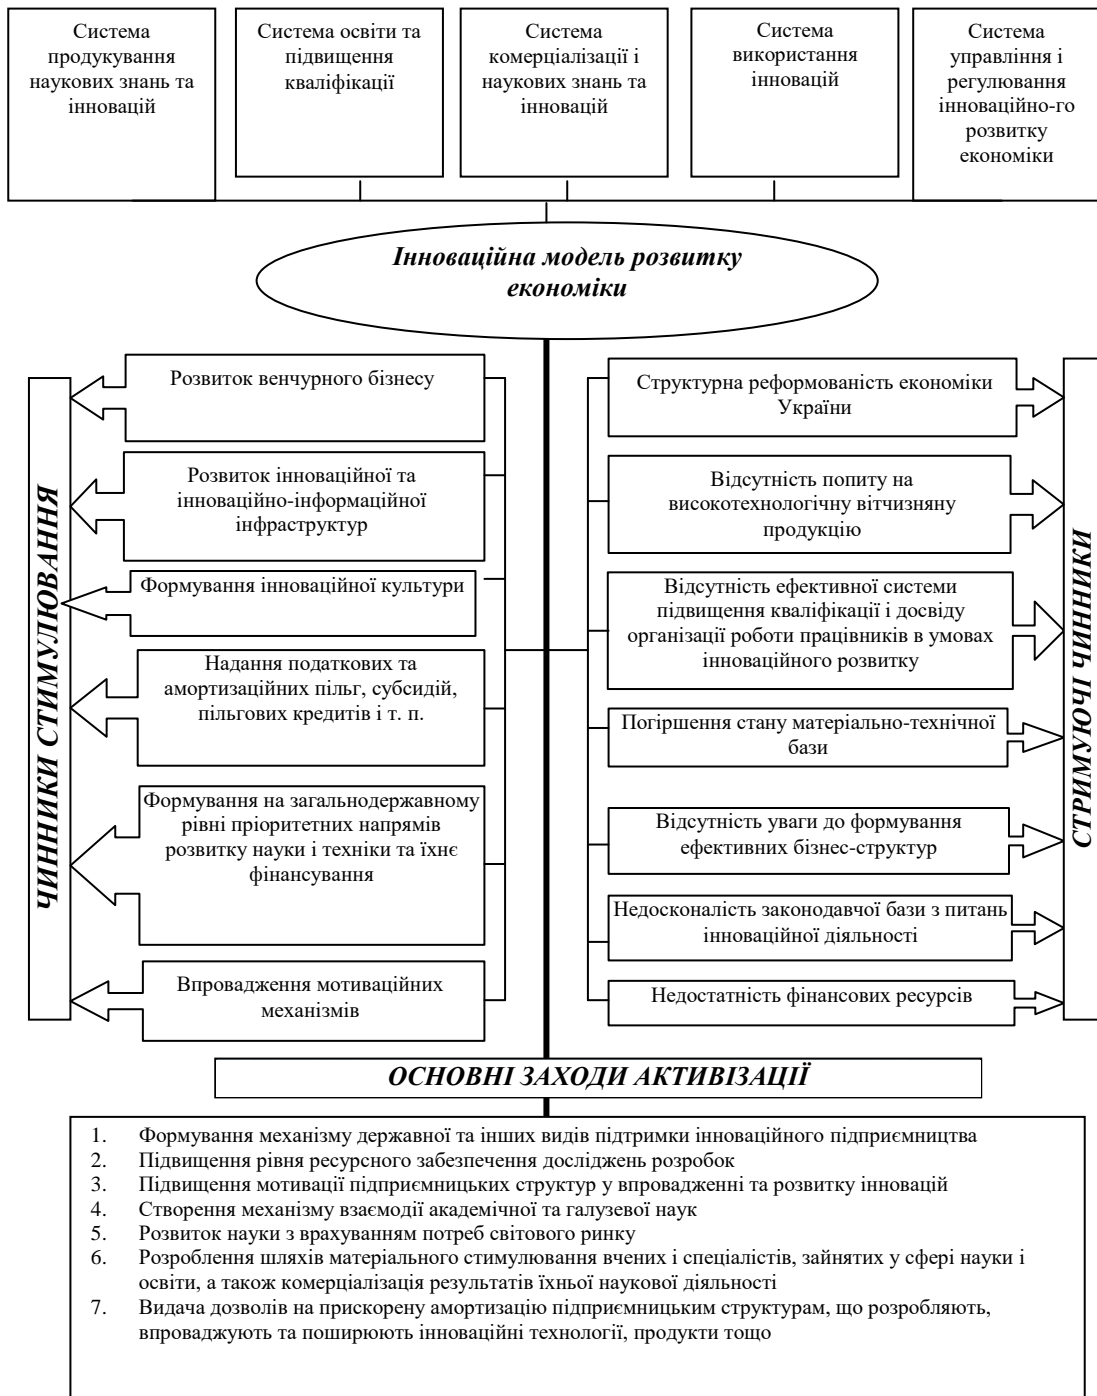 Система
продукування
наукових знань та
інновацій
Система освіти та
підвищення
кваліфікації
Система
комерціалізації і
наукових знань та
інновацій
Система
використання
інновацій
Система
управління і
регулювання
інноваційно-го
розвитку
економіки
Інноваційна модель розвитку
економіки
ЧИННИКИ СТИМУЛЮВАННЯ
Розвиток венчурного бізнесу
Розвиток інноваційної та
інноваційно-інформаційної
інфраструктур
Формування інноваційної культури
Надання податкових та
амортизаційних пільг, субсидій,
пільгових кредитів і т. п.
Формування на загальнодержавному
рівні пріоритетних напрямів
розвитку науки і техніки та їхнє
фінансування
Впровадження мотиваційних
механізмів
Структурна реформованість економіки
України
Відсутність попиту на
високотехнологічну вітчизняну
продукцію
Відсутність ефективної системи
підвищення кваліфікації і досвіду
організації роботи працівників в умовах
інноваційного розвитку
Погіршення стану матеріально-технічної
бази
Відсутність уваги до формування
ефективних бізнес-структур
Недосконалість законодавчої бази з питань
інноваційної діяльності
Недостатність фінансових ресурсів
СТРИМУЮЧІ ЧИННИКИ
ОСНОВНІ ЗАХОДИ АКТИВІЗАЦІЇ
1. Формування механізму державної та інших видів підтримки інноваційного підприємництва
2. Підвищення рівня ресурсного забезпечення досліджень розробок
3. Підвищення мотивації підприємницьких структур у впровадженні та розвитку інновацій
4. Створення механізму взаємодії академічної та галузевої наук
5. Розвиток науки з врахуванням потреб світового ринку
6. Розроблення шляхів матеріального стимулювання вчених і спеціалістів, зайнятих у сфері науки і
освіти, а також комерціалізація результатів їхньої наукової діяльності
7. Видача дозволів на прискорену амортизацію підприємницьким структурам, що розробляють,
впроваджують та поширюють інноваційні технології, продукти тощо